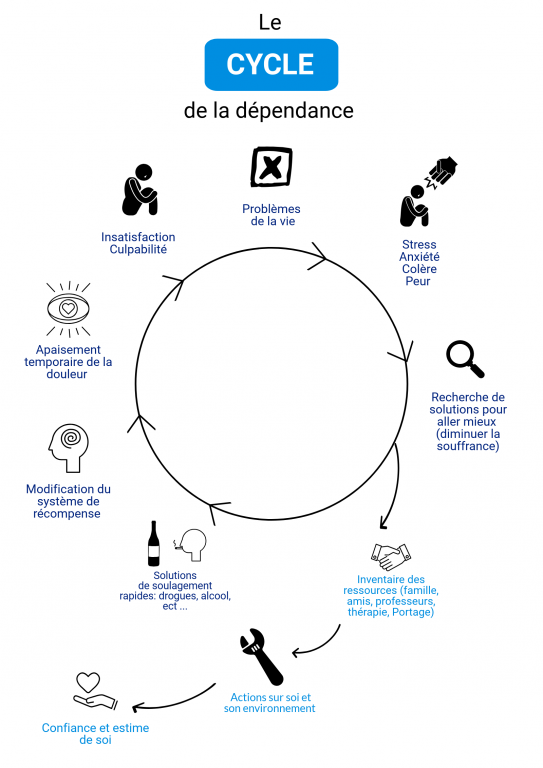 Le
CYCLE
de la dépendance
Problèmes
de la vie
Stress
Anxiété
Colère
Peur
Recherche de
solutions pour
aller mieux
(diminuer la
souffrance)
Inventaire des
ressources (famille,
amis, professeurs,
thérapie, Portage)
Actions sur soi et
son environnement
Confiance et estime
de soi
Solutions
de soulagement
rapides: drogues, alcool,
ect ...
Modification du
système de
récompense
Apaisement
temporaire de la
douleur
Insatisfaction
Culpabilité